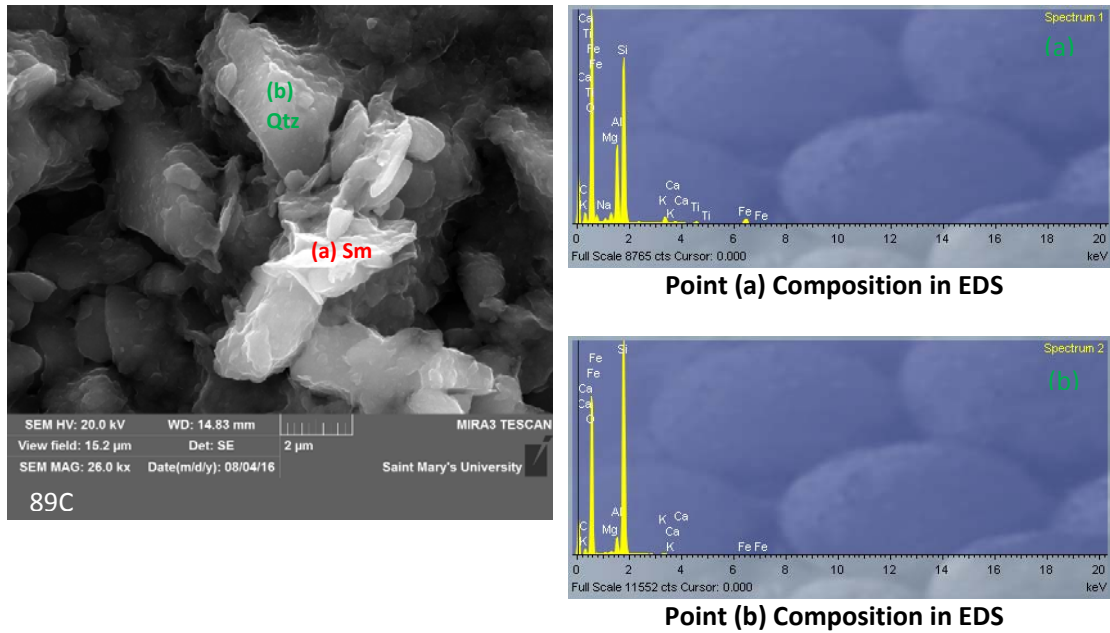 (b)
Qtz
(a) Sm
SEM HV: 20.0 kV WD: 14.83 mm MIRA3 TESCAN
View field: 15.2 µm Det: SE 2 µm
SEM MAG: 26.0 kx Date(m/d/y): 08/04/16 Saint Mary's University
89C
Spectrum 1
(a)
Ca
Ti
Fe
Fe
Ca
Ti
O
Si
Al
Mg
C
K
Na
Ca
K Ca
K
Ti
Ti
Fe Fe
0 2 4 6 8 10 12 14 16 18 20
Full Scale 8765 cts Cursor: 0.000 keV
Point (a) Composition in EDS
Spectrum 2
(b)
Si
Fe
Fe
Ca
Ca
O
Al
Mg
C
K
K Ca
Ca
K
Fe Fe
0 2 4 6 8 10 12 14 16 18 20
Full Scale 11552 cts Cursor: 0.000 keV
Point (b) Composition in EDS